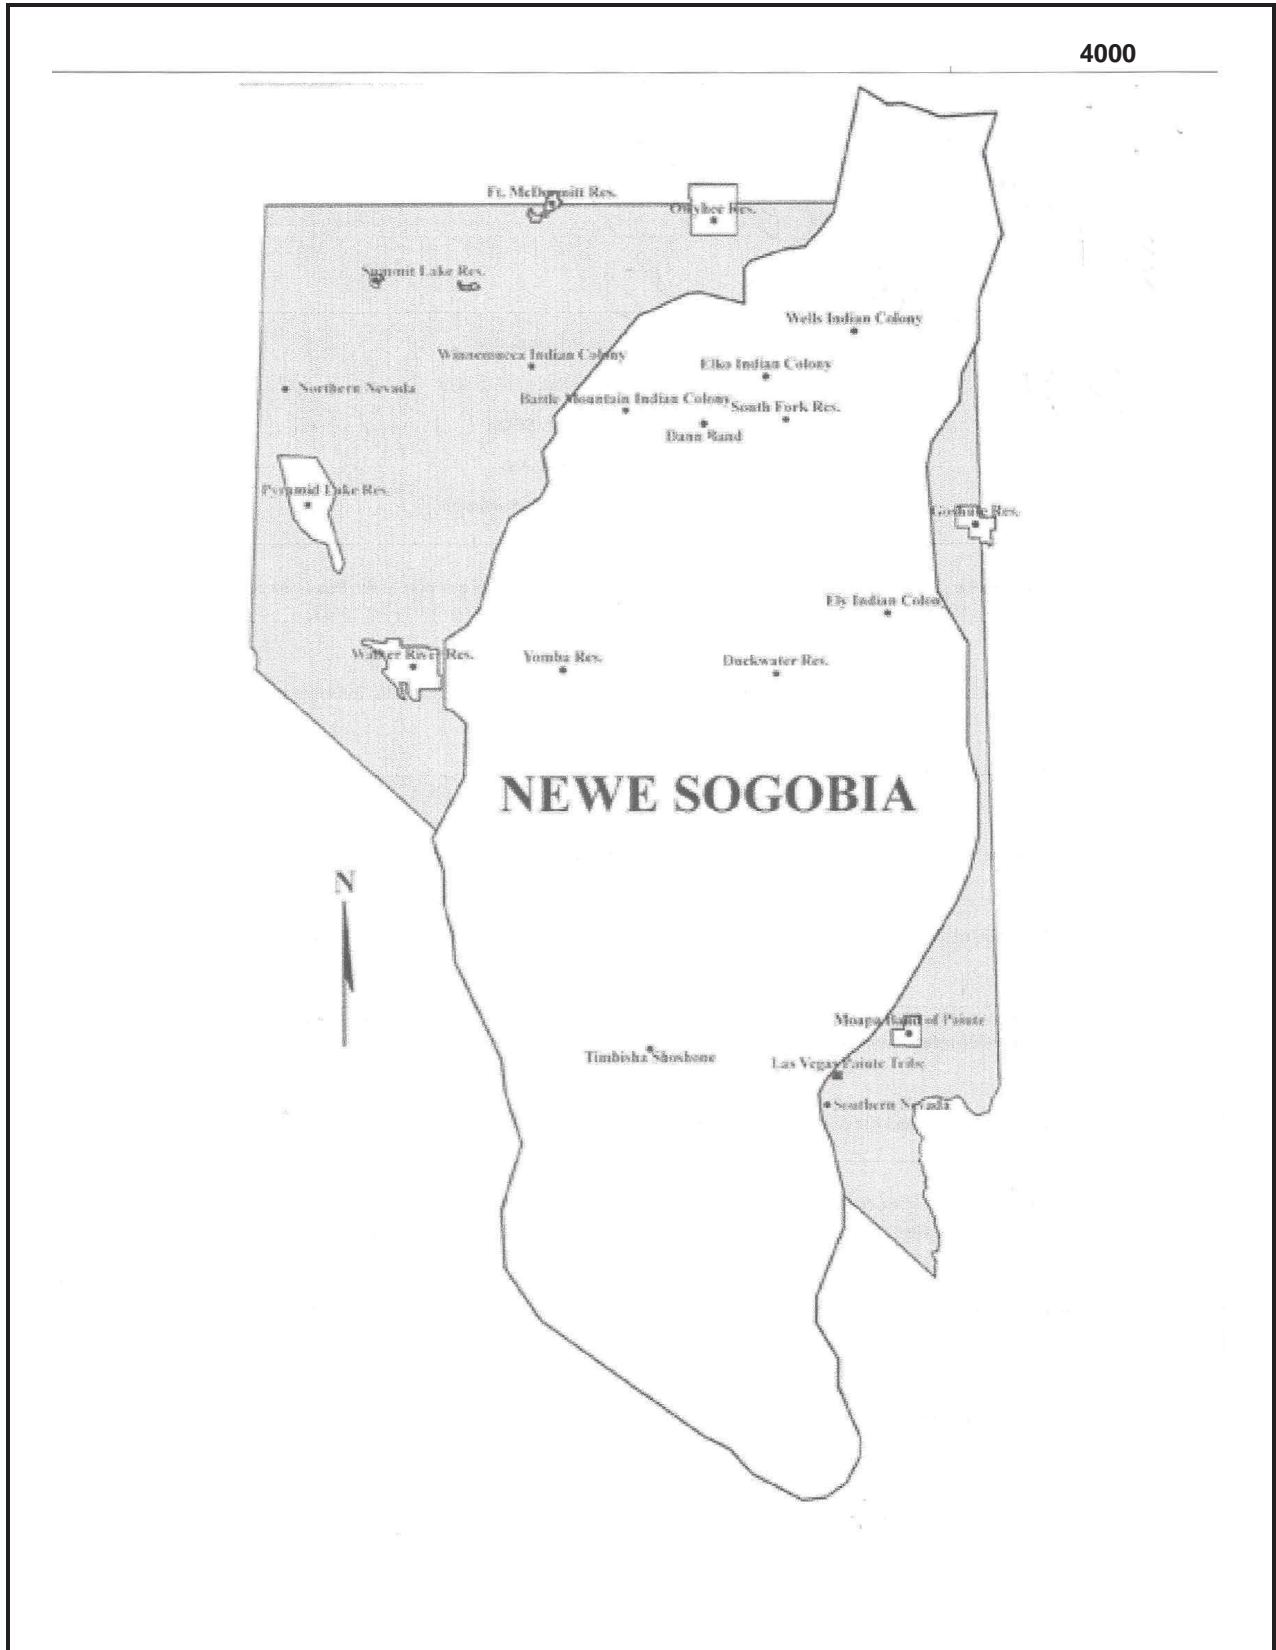 4000
Ft. McDermitt Res.
Owyhee Res.
Summit Lake Res.
Wells Indian Colony
Winnemucca Indian Colony
Elko Indian Colony
Northern Nevada
Battle Mountain Indian Colony
South Fork Res.
Dann Band
Pyramid Lake Res.
Goshute Res.
Ely Indian Colony
Walker River Res.
Yomba Res.
Duckwater Res.
NEWE SOGOBIA
N
Moapa Band of Paiute
Timbisha Shoshone
Las Vegas Paiute Tribe
Southern Nevada